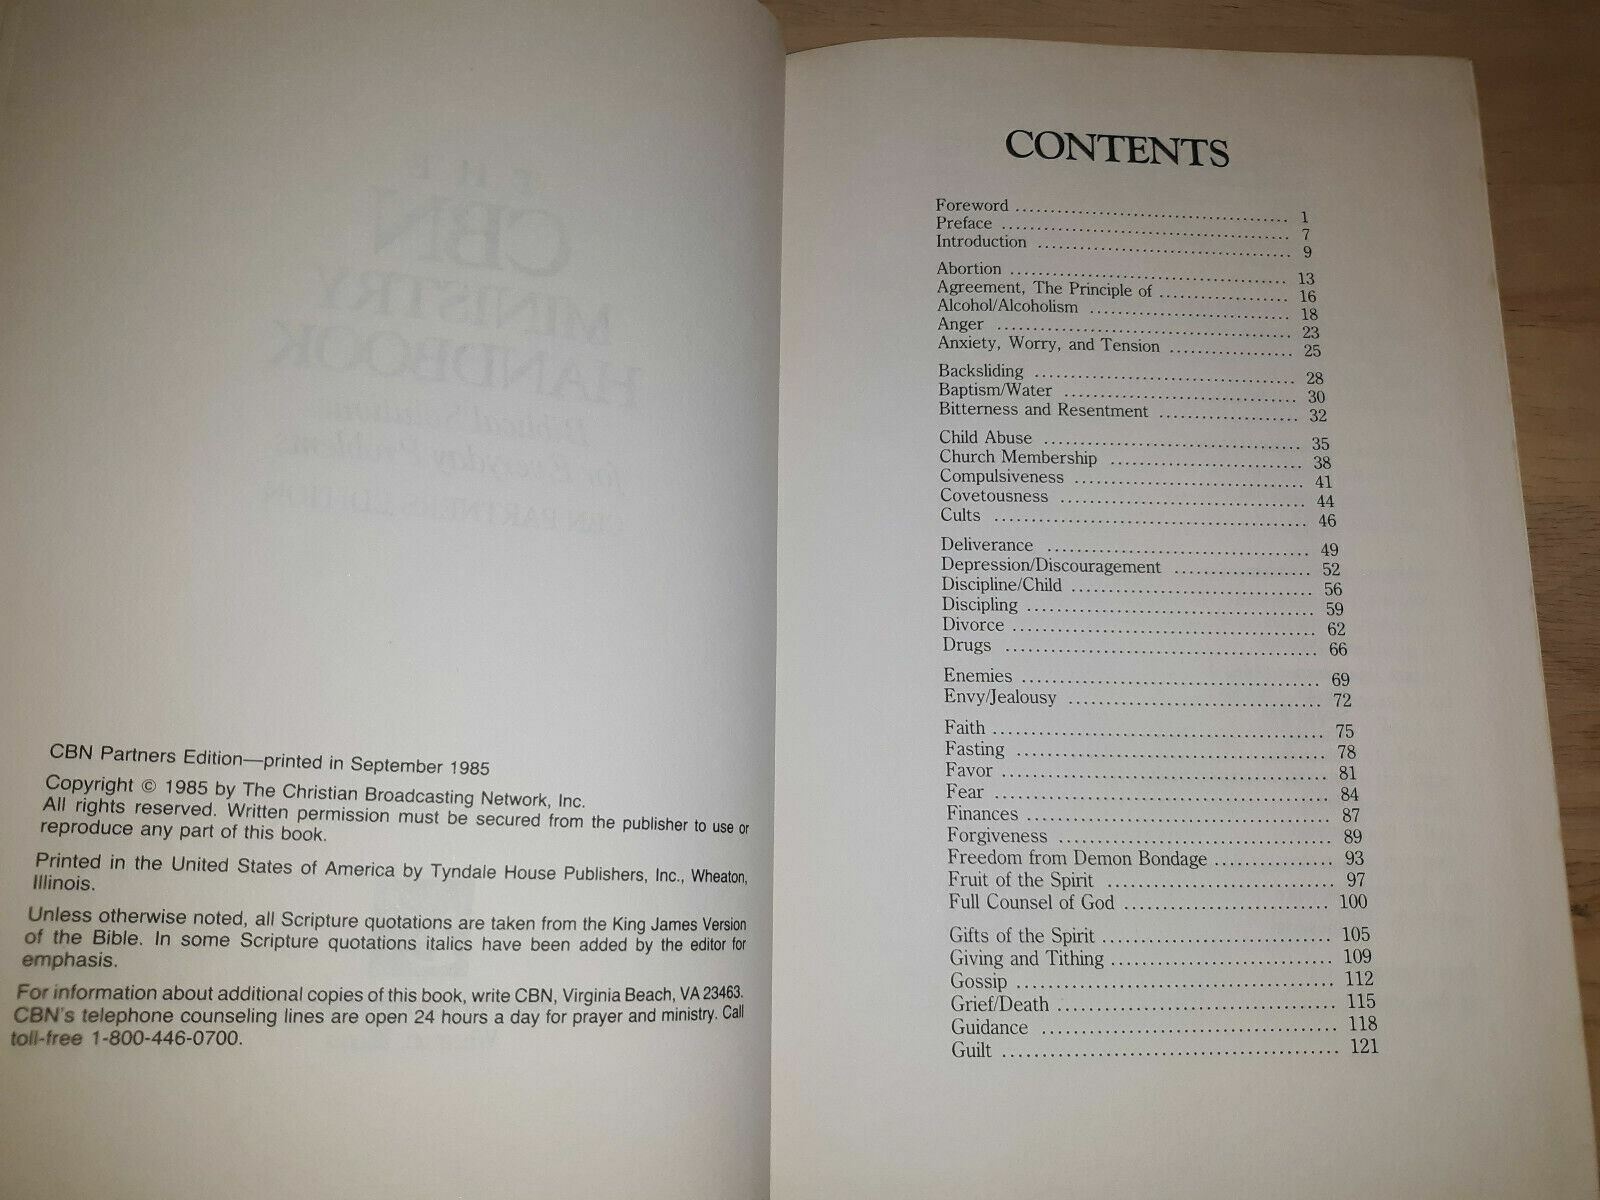 CBN Partners Edition—printed in September 1985
Copyright © 1985 by The Christian Broadcasting Network, Inc.
All rights reserved. Written permission must be secured from the publisher to use or
reproduce any part of this book.
Printed in the United States of America by Tyndale House Publishers, Inc., Wheaton,
Illinois.
Unless otherwise noted, all Scripture quotations are taken from the King James Version
of the Bible. In some Scripture quotations italics have been added by the editor for
emphasis.
For information about additional copies of this book, write CBN, Virginia Beach, VA 23463.
CBN's telephone counseling lines are open 24 hours a day for prayer and ministry. Call
toll-free 1-800-446-0700.
CONTENTS
Foreword ........ 1
Preface ........ 7
Introduction ........ 9
Abortion ........ 13
Agreement, The Principle of ........ 16
Alcohol/Alcoholism ........ 18
Anger ........ 23
Anxiety, Worry, and Tension ........ 25
Backsliding ........ 28
Baptism/Water ........ 30
Bitterness and Resentment ........ 32
Child Abuse ........ 35
Church Membership ........ 38
Compulsiveness ........ 41
Covetousness ........ 44
Cults ........ 46
Deliverance ........ 49
Depression/Discouragement ........ 52
Discipline/Child ........ 56
Discipling ........ 59
Divorce ........ 62
Drugs ........ 66
Enemies ........ 69
Envy/Jealousy ........ 72
Faith ........ 75
Fasting ........ 78
Favor ........ 81
Fear ........ 84
Finances ........ 87
Forgiveness ........ 89
Freedom from Demon Bondage ........ 93
Fruit of the Spirit ........ 97
Full Counsel of God ........ 100
Gifts of the Spirit ........ 105
Giving and Tithing ........ 109
Gossip ........ 112
Grief/Death ........ 115
Guidance ........ 118
Guilt ........ 121